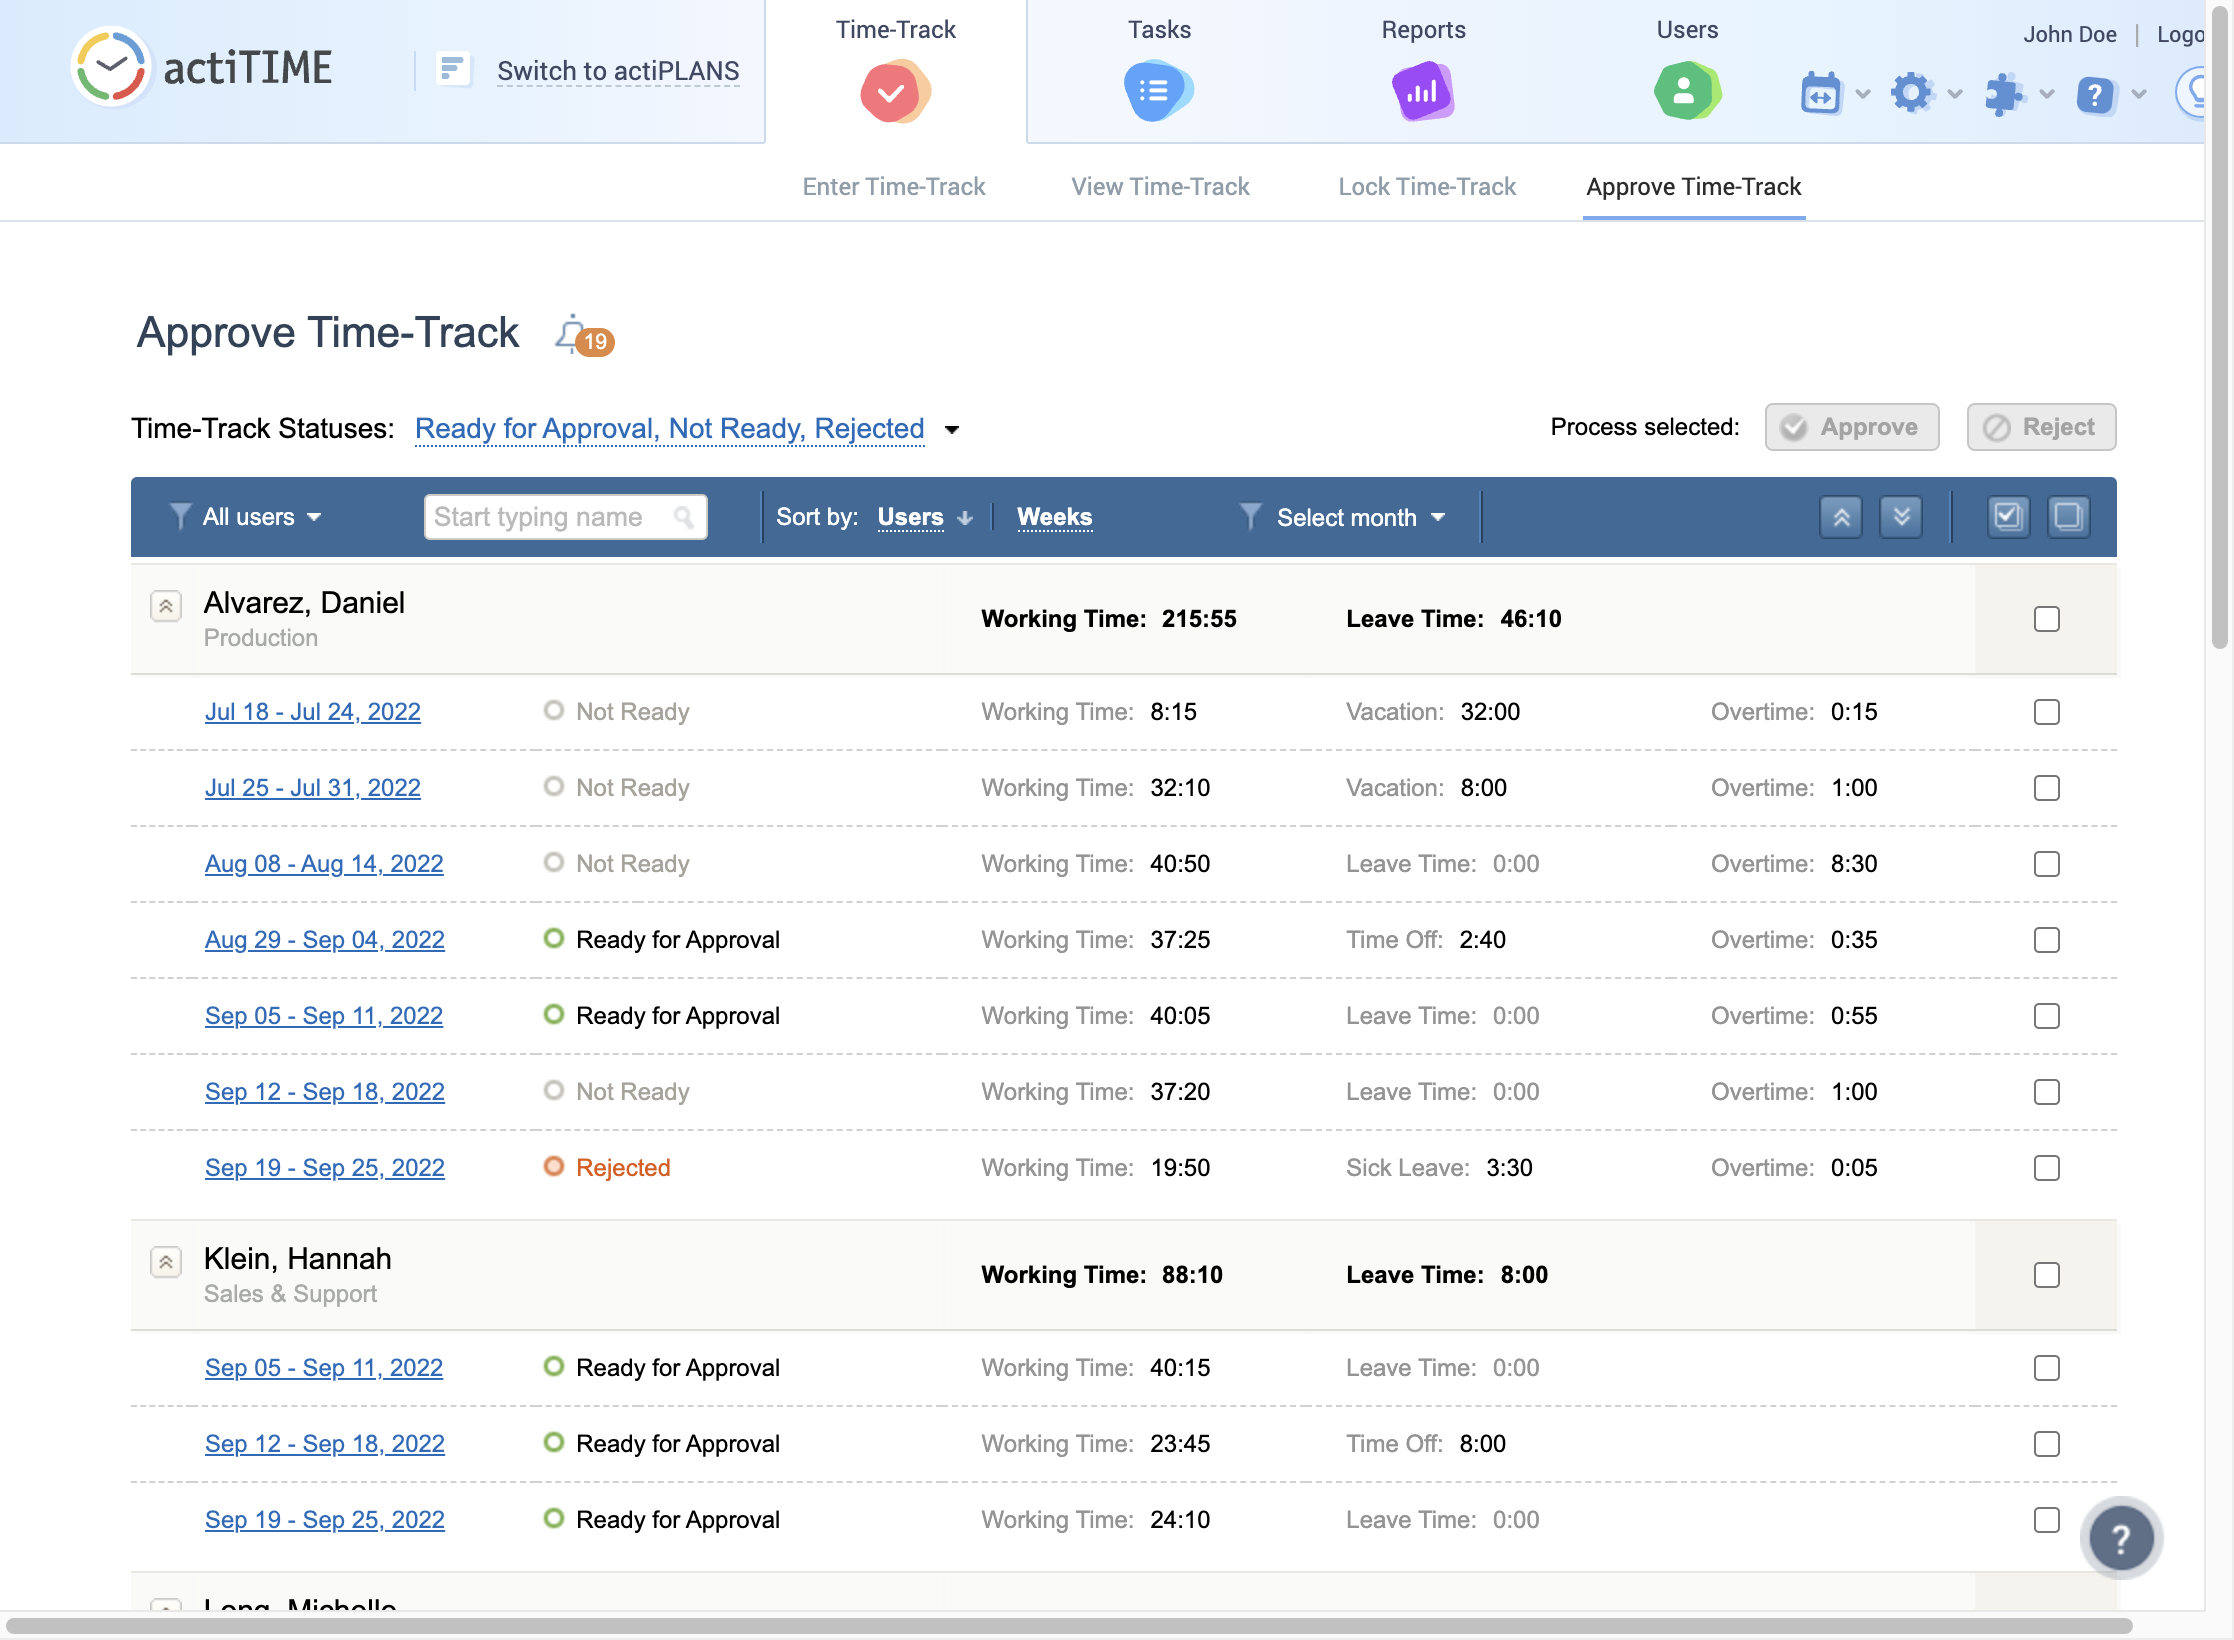 actiTIME
Switch to actiPLANS
Time-Track
Tasks
Reports
Users
John Doe
Enter Time-Track
View Time-Track
Lock Time-Track
Approve Time-Track
Approve Time-Track
19
Time-Track Statuses: Ready for Approval, Not Ready, Rejected
Process selected: Approve Reject
All users Start typing name Sort by: Users Weeks Select month
Alvarez, Daniel
Production
Working Time: 215:55 Leave Time: 46:10
Jul 18 - Jul 24, 2022 Not Ready Working Time: 8:15 Vacation: 32:00 Overtime: 0:15
Jul 25 - Jul 31, 2022 Not Ready Working Time: 32:10 Vacation: 8:00 Overtime: 1:00
Aug 08 - Aug 14, 2022 Not Ready Working Time: 40:50 Leave Time: 0:00 Overtime: 8:30
Aug 29 - Sep 04, 2022 Ready for Approval Working Time: 37:25 Time Off: 2:40 Overtime: 0:35
Sep 05 - Sep 11, 2022 Ready for Approval Working Time: 40:05 Leave Time: 0:00 Overtime: 0:55
Sep 12 - Sep 18, 2022 Not Ready Working Time: 37:20 Leave Time: 0:00 Overtime: 1:00
Sep 19 - Sep 25, 2022 Rejected Working Time: 19:50 Sick Leave: 3:30 Overtime: 0:05
Klein, Hannah
Sales & Support
Working Time: 88:10 Leave Time: 8:00
Sep 05 - Sep 11, 2022 Ready for Approval Working Time: 40:15 Leave Time: 0:00
Sep 12 - Sep 18, 2022 Ready for Approval Working Time: 23:45 Time Off: 8:00
Sep 19 - Sep 25, 2022 Ready for Approval Working Time: 24:10 Leave Time: 0:00
?